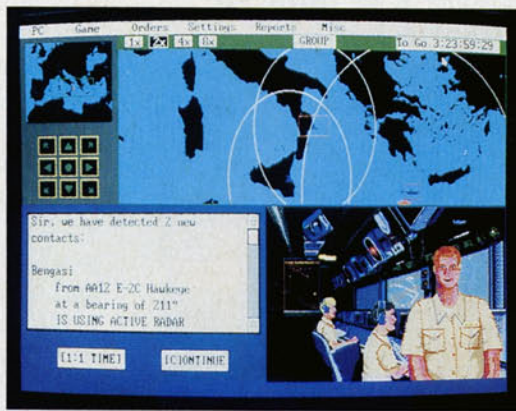 PC Game Orders Settings Reports Misc
1x 2x 4x 8x GROUP To Go 3:23:59:29
Sir, we have detected 2 new
contacts:
Bengasi
from AA12 E-2C Hawkeye
at a bearing of 211°
IS USING ACTIVE RADAR
[1:1 TIME] [C]ONTINUE